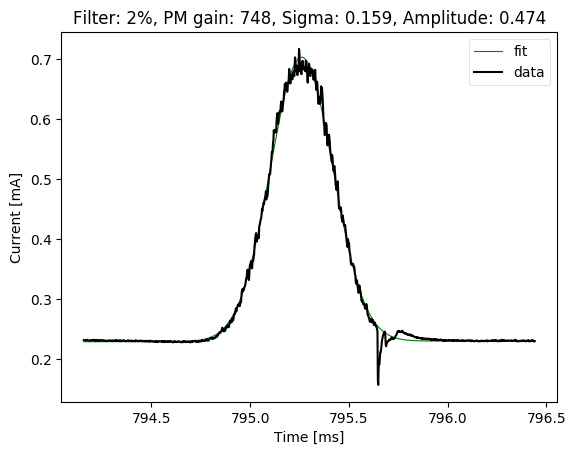 Filter: 2%, PM gain: 748, Sigma: 0.159, Amplitude: 0.474
fit
data
0.7
0.6
0.5
0.4
0.3
0.2
Current [mA]
794.5 795.0 795.5 796.0 796.5
Time [ms]